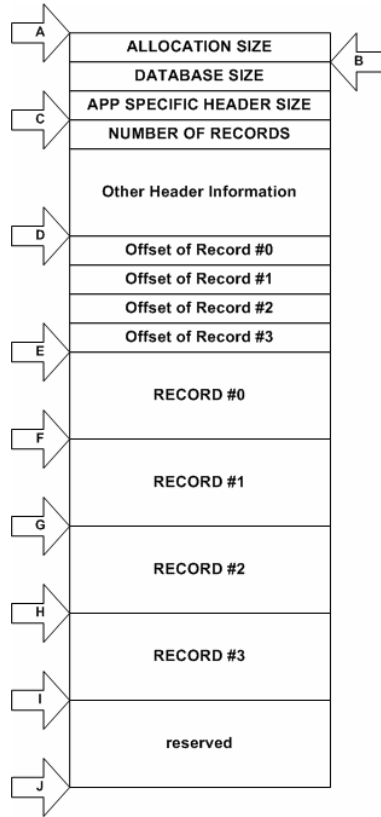 A
ALLOCATION SIZE
B
DATABASE SIZE
APP SPECIFIC HEADER SIZE
C
NUMBER OF RECORDS
Other Header Information
D
Offset of Record #0
Offset of Record #1
Offset of Record #2
Offset of Record #3
E
RECORD #0
F
RECORD #1
G
RECORD #2
H
RECORD #3
I
reserved
J